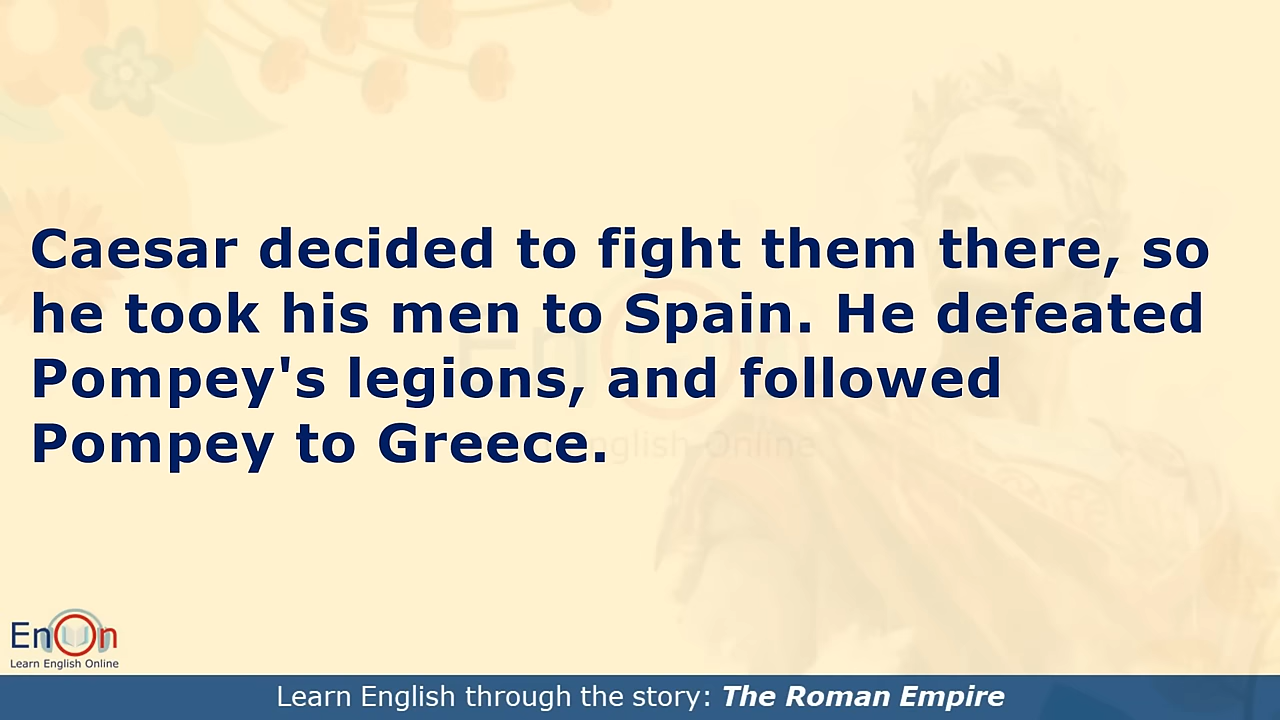 Caesar decided to fight them there, so
he took his men to Spain. He defeated
Pompey's legions, and followed
Pompey to Greece.
EnOn
Learn English Online
Learn English through the story: The Roman Empire